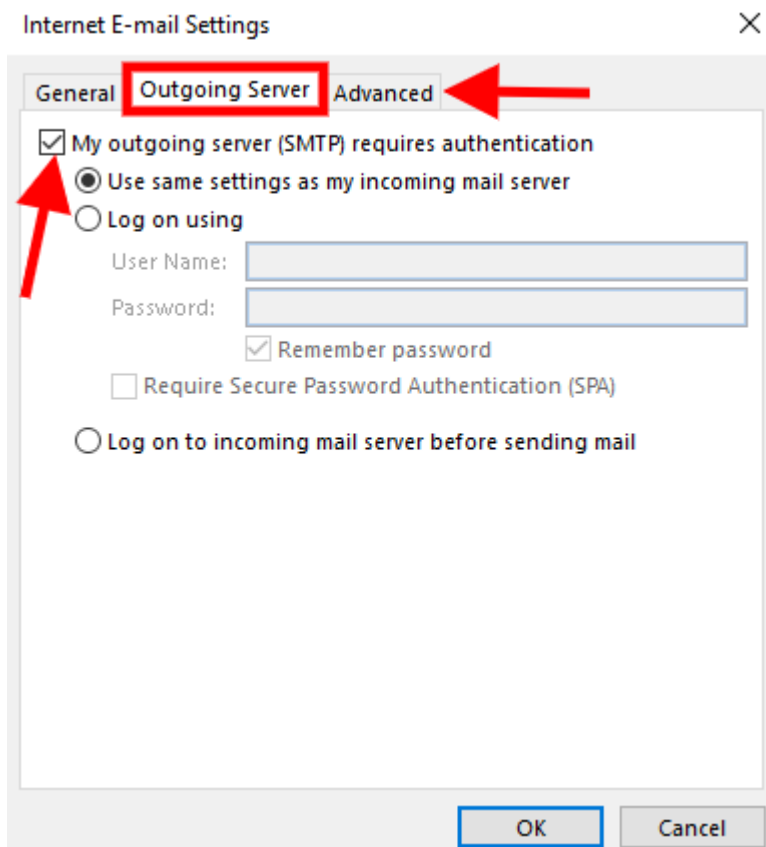 Internet E-mail Settings
General Outgoing Server Advanced
My outgoing server (SMTP) requires authentication
Use same settings as my incoming mail server
Log on using
User Name:
Password:
Remember password
Require Secure Password Authentication (SPA)
Log on to incoming mail server before sending mail
OK Cancel